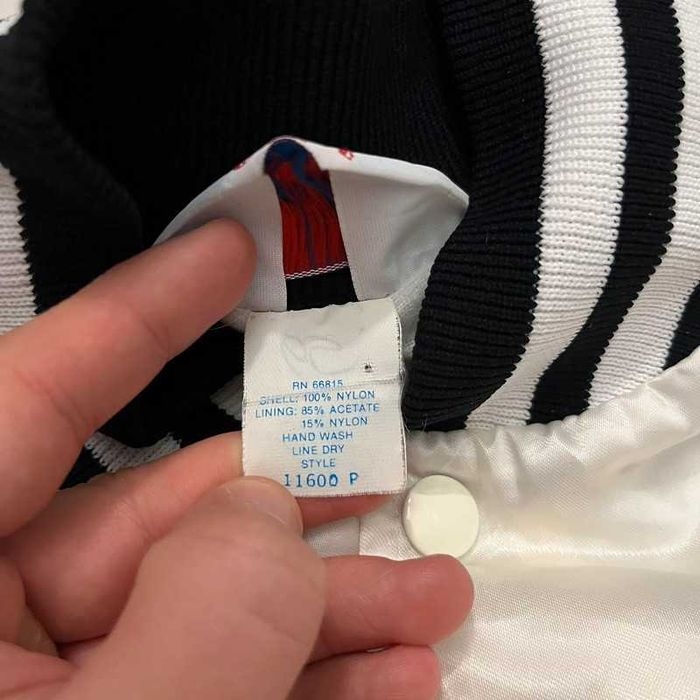 RN 66815
SHELL: 100% NYLON
LINING: 85% ACETATE
15% NYLON
HAND WASH
LINE DRY
STYLE
11600 P